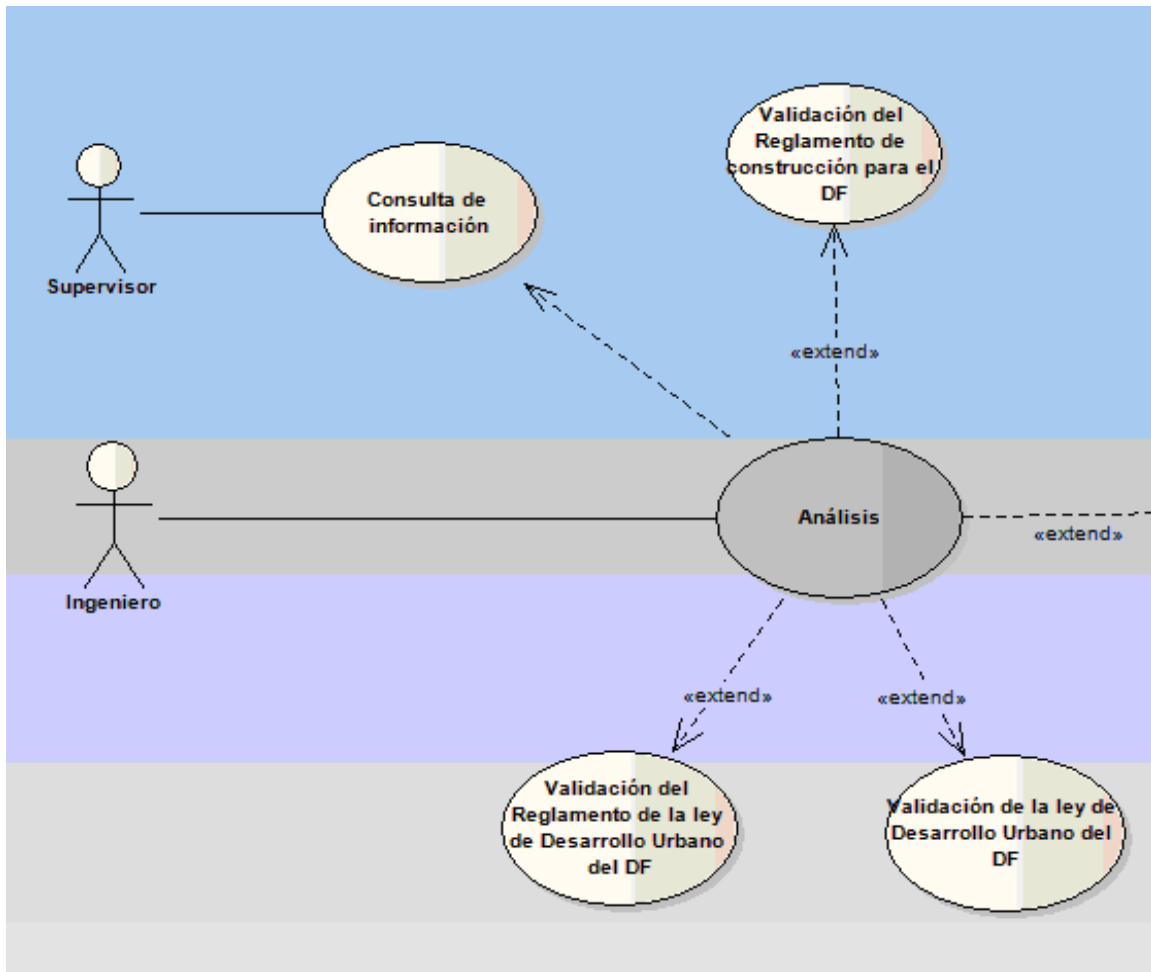 Validación del
Reglamento de
construcción para el
DF
Consulta de
información
Supervisor
«extend»
Análisis
«extend»
Ingeniero
«extend»
«extend»
Validación del
Reglamento de la ley
de Desarrollo Urbano
del DF
Validación de la ley de
Desarrollo Urbano del
DF